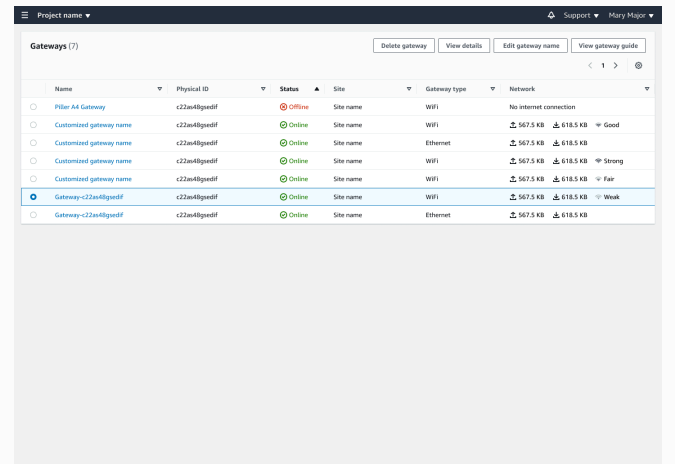 Project name Support Mary Major
Gateways (7) Delete gateway View details Edit gateway name View gateway guide
1
Name Physical ID Status Site Gateway type Network
Piller A4 Gateway c22as48gsedif Offline Site name WiFi No internet connection
Customized gateway name c22as48gsedif Online Site name WiFi 567.5 KB 618.5 KB Good
Customized gateway name c22as48gsedif Online Site name Ethernet 567.5 KB 618.5 KB
Customized gateway name c22as48gsedif Online Site name WiFi 567.5 KB 618.5 KB Strong
Customized gateway name c22as48gsedif Online Site name WiFi 567.5 KB 618.5 KB Fair
Gateway-c22as48gsedif c22as48gsedif Online Site name WiFi 567.5 KB 618.5 KB Weak
Gateway-c22as48gsedif c22as48gsedif Online Site name Ethernet 567.5 KB 618.5 KB